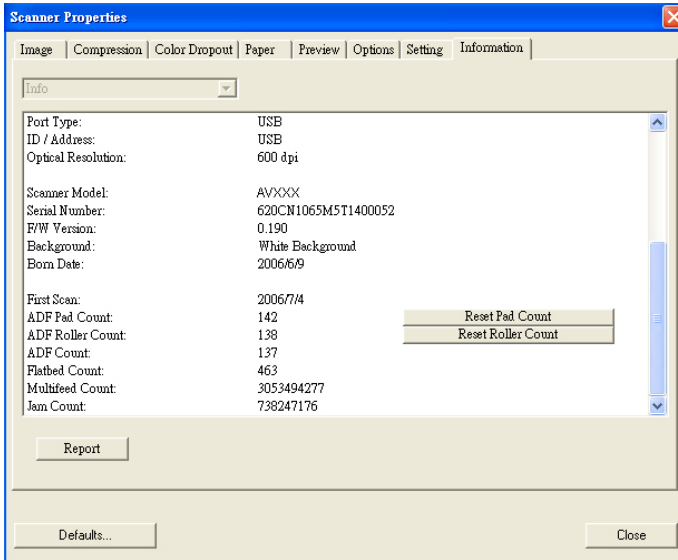 Scanner Properties
Image Compression Color Dropout Paper Preview Options Setting Information
Info
Port Type: USB
ID / Address: USB
Optical Resolution: 600 dpi
Scanner Model: AVXXX
Serial Number: 620CN1065M5T1400052
F/W Version: 0.190
Background: White Background
Born Date: 2006/6/9
First Scan: 2006/7/4
ADF Pad Count: 142 Reset Pad Count
ADF Roller Count: 138 Reset Roller Count
ADF Count: 137
Flatbed Count: 463
Multifeed Count: 3053494277
Jam Count: 738247176
Report
Defaults... Close